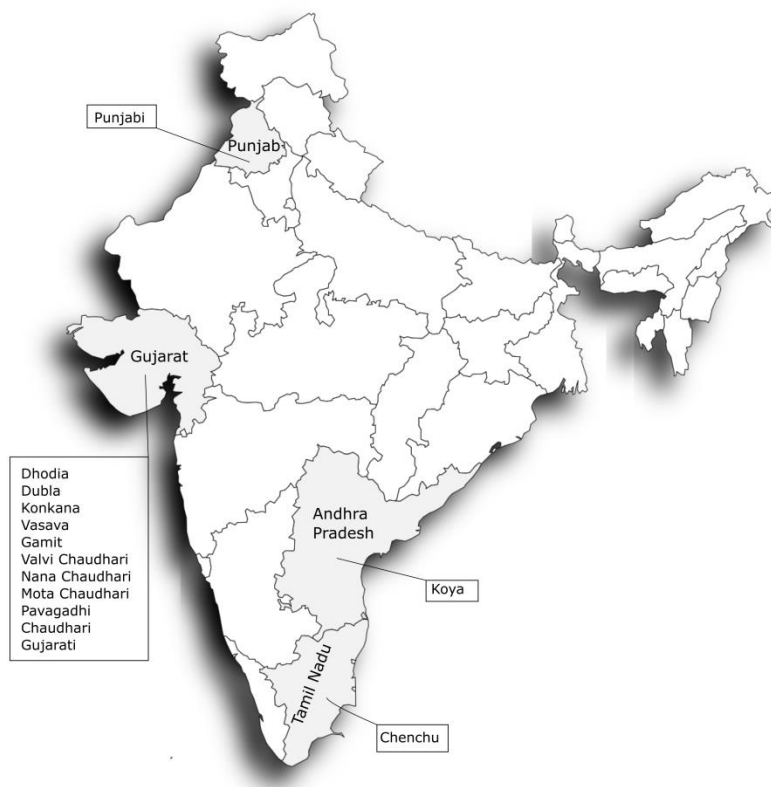 Punjabi
Punjab
Gujarat
Dhodia
Dubla
Konkana
Vasava
Gamit
Valvi Chaudhari
Nana Chaudhari
Mota Chaudhari
Pavagadhi
Chaudhari
Gujarati
Andhra
Pradesh
Koya
Tamil Nadu
Chenchu